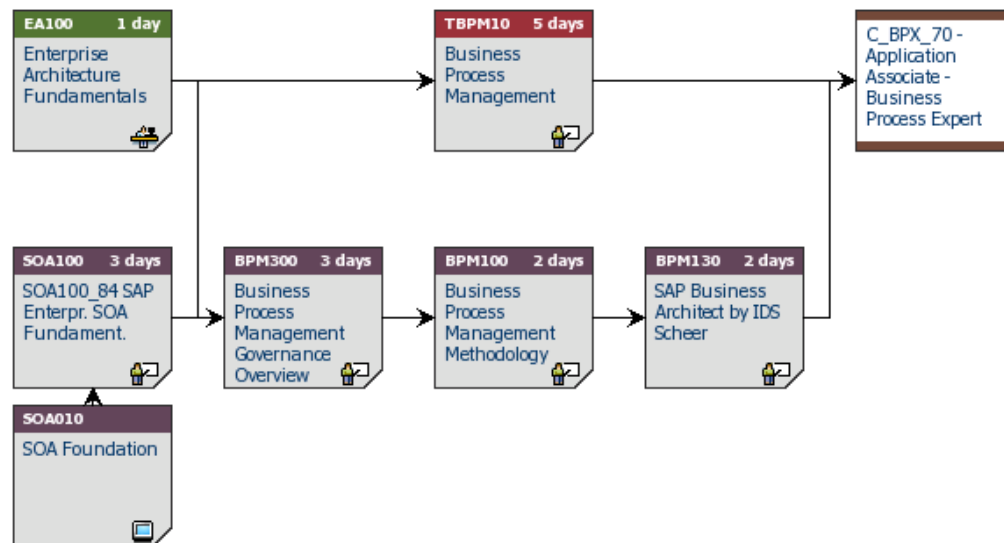 EA100 1 day
Enterprise
Architecture
Fundamentals
TBPM10 5 days
Business
Process
Management
C_BPX_70 -
Application
Associate -
Business
Process Expert
SOA100 3 days
SOA100_84 SAP
Enterpr. SOA
Fundament.
BPM300 3 days
Business
Process
Management
Governance
Overview
BPM100 2 days
Business
Process
Management
Methodology
BPM130 2 days
SAP Business
Architect by IDS
Scheer
SOA010
SOA Foundation